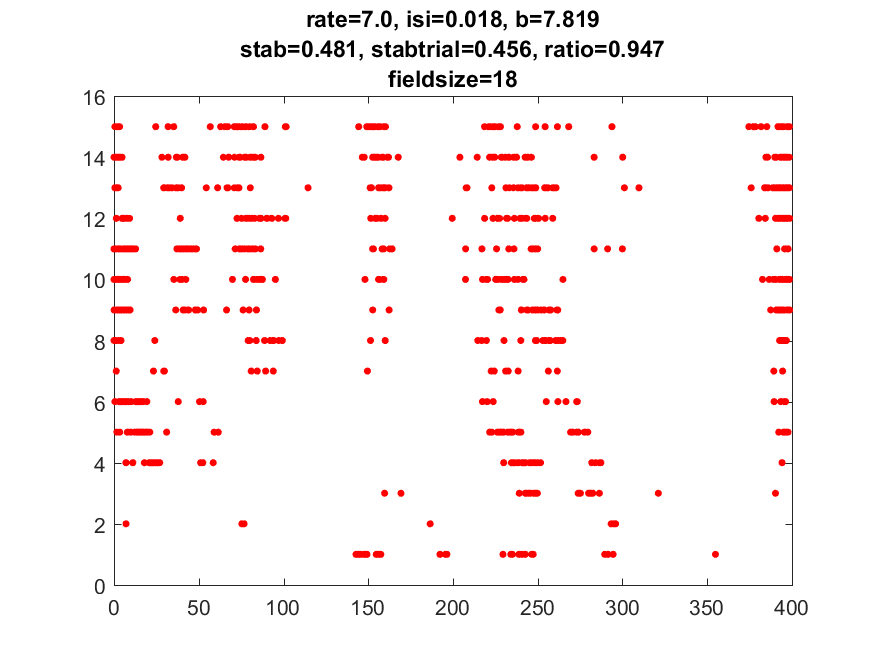 rate=7.0, isi=0.018, b=7.819
stab=0.481, stabtrial=0.456, ratio=0.947
fieldsize=18
16
14
12
10
8
6
4
2
0
0 50 100 150 200 250 300 350 400